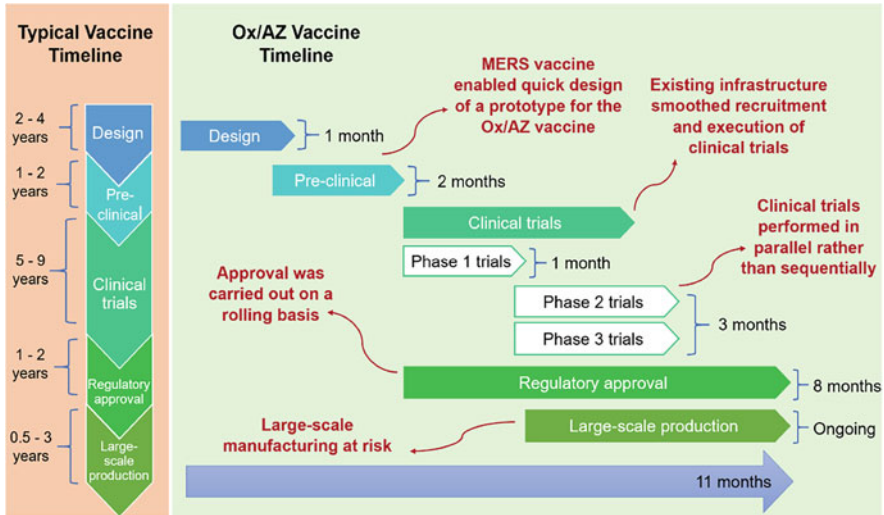 Typical Vaccine
Timeline
2 - 4
years
Design
1 - 2
years
Pre-
clinical
5 - 9
years
Clinical
trials
1 - 2
years
Regulatory
approval
0.5 - 3
years
Large-
scale
production
Ox/AZ Vaccine
Timeline
Design
1 month
MERS vaccine
enabled quick design
of a prototype for the
Ox/AZ vaccine
Pre-clinical
2 months
Existing infrastructure
smoothed recruitment
and execution of
clinical trials
Clinical trials
Phase 1 trials
1 month
Clinical trials
performed in
parallel rather
than sequentially
Phase 2 trials
Phase 3 trials
3 months
Approval was
carried out on a
rolling basis
Regulatory approval
8 months
Large-scale
manufacturing at risk
Large-scale production
Ongoing
11 months